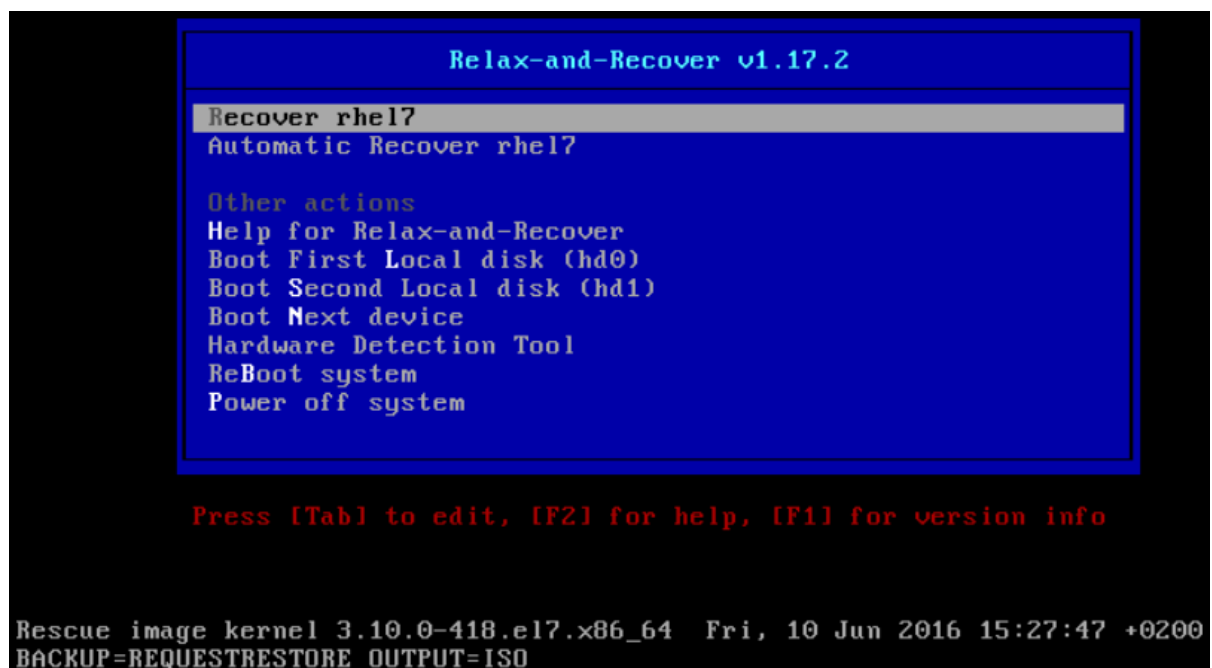 Relax-and-Recover v1.17.2
Recover rhel7
Automatic Recover rhel7
Other actions
Help for Relax-and-Recover
Boot First Local disk (hd0)
Boot Second Local disk (hd1)
Boot Next device
Hardware Detection Tool
ReBoot system
Power off system
Press [Tab] to edit, [F2] for help, [F1] for version info
Rescue image kernel 3.10.0-418.el7.x86_64 Fri, 10 Jun 2016 15:27:47 +0200
BACKUP=REQUESTRESTORE OUTPUT=ISO